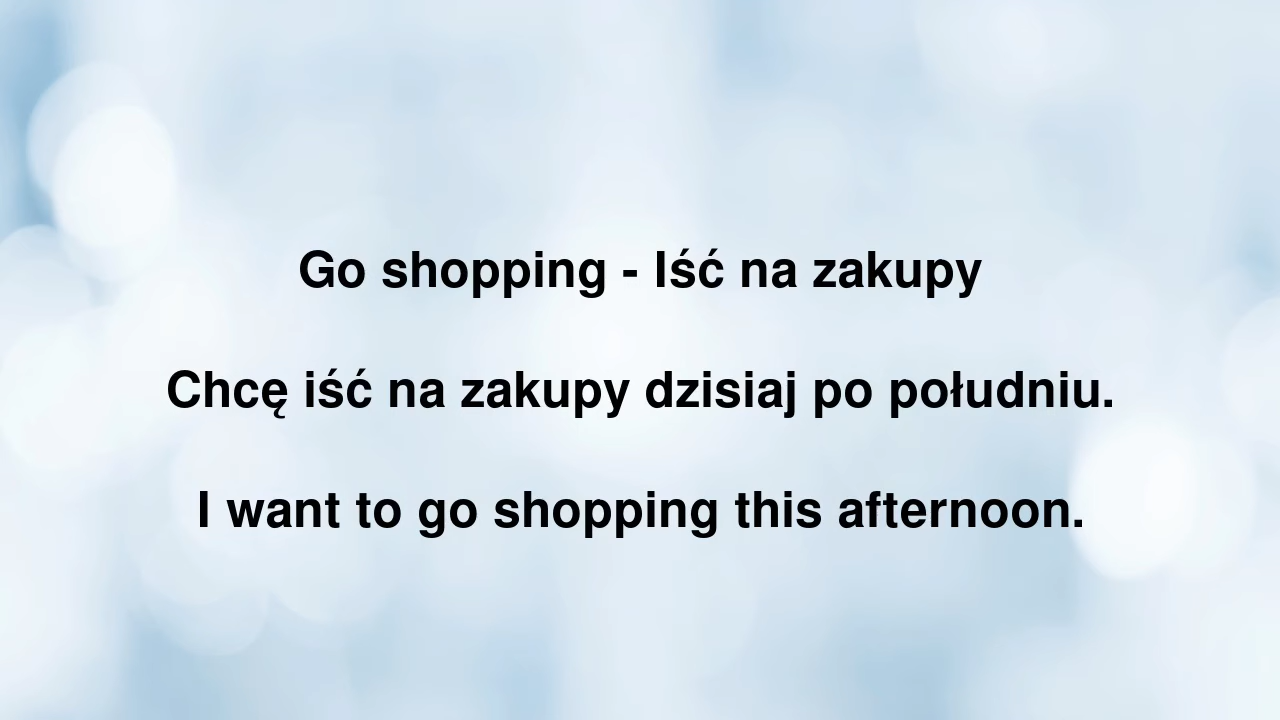 Go shopping - Iść na zakupy
Chcę iść na zakupy dzisiaj po południu.
I want to go shopping this afternoon.